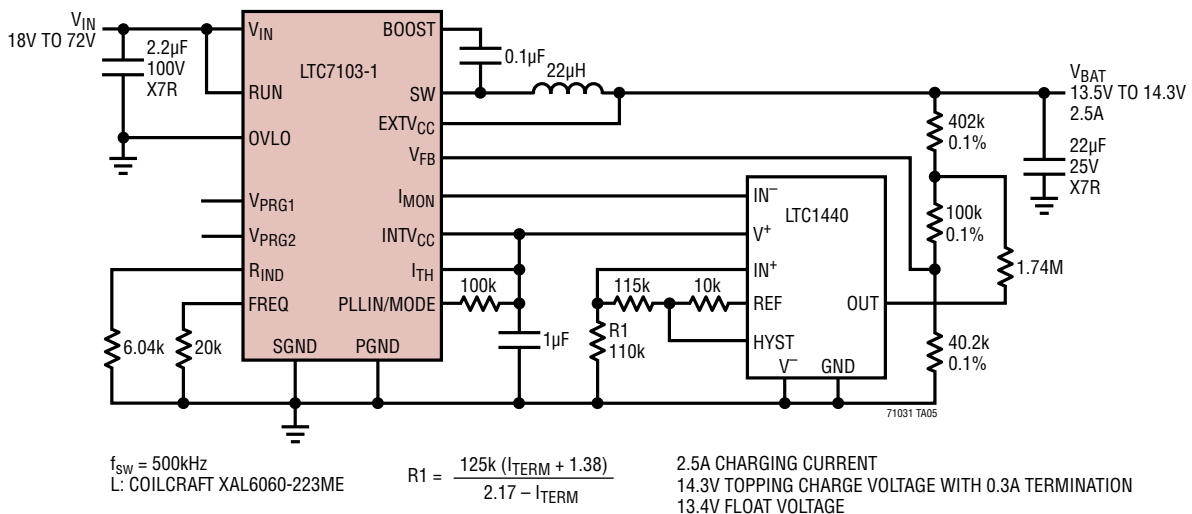 V_IN
18V TO 72V
2.2µF
100V
X7R
V_IN
RUN
OVLO
V_PRG1
V_PRG2
R_IND
FREQ
SGND
PGND
LTC7103-1
BOOST
SW
EXTV_CC
V_FB
I_MON
INTV_CC
I_TH
PLLIN/MODE
6.04k
20k
0.1µF
22µH
100k
1µF
115k
10k
R1
110k
IN⁻
V⁺
IN⁺
REF
HYST
V⁻
GND
LTC1440
OUT
402k
0.1%
100k
0.1%
1.74M
40.2k
0.1%
V_BAT
13.5V TO 14.3V
2.5A
22µF
25V
X7R
71031 TA05
f_SW = 500kHz
L: COILCRAFT XAL6060-223ME
R1 = 125k (I_TERM + 1.38)
2.17 – I_TERM
2.5A CHARGING CURRENT
14.3V TOPPING CHARGE VOLTAGE WITH 0.3A TERMINATION
13.4V FLOAT VOLTAGE